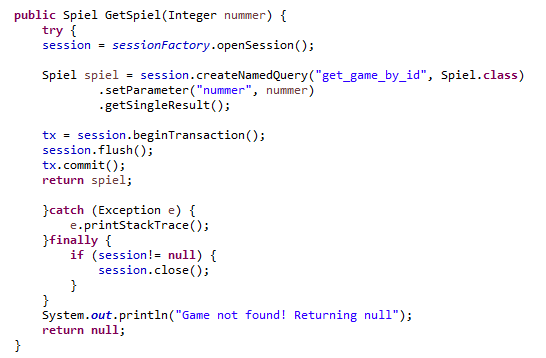 public Spiel GetSpiel(Integer nummer) {
    try {
    session = sessionFactory.openSession();

    Spiel spiel = session.createNamedQuery("get_game_by_id", Spiel.class)
            .setParameter("nummer", nummer)
            .getSingleResult();

    tx = session.beginTransaction();
    session.flush();
    tx.commit();
    return spiel;

    }catch (Exception e) {
        e.printStackTrace();
    }finally {
        if (session!= null) {
            session.close();
        }
    }
    System.out.println("Game not found! Returning null");
    return null;
}